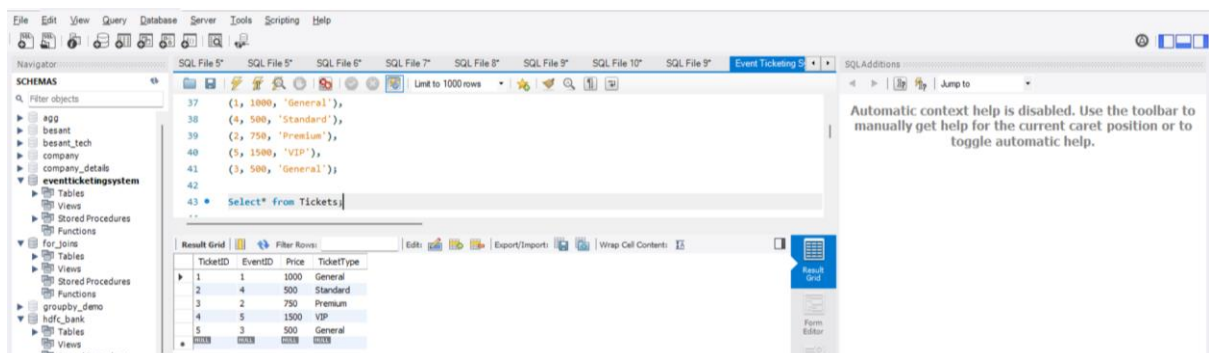 File Edit View Query Database Server Tools Scripting Help
Navigator
SCHEMAS
Filter objects
agg
besant
besant_tech
company
company_details
eventticketingsystem
Tables
Views
Stored Procedures
Functions
for_joins
Tables
Views
Stored Procedures
Functions
groupby_demo
hdfc_bank
Tables
Views
SQL File 5* SQL File 5* SQL File 6* SQL File 7* SQL File 8* SQL File 9* SQL File 10* SQL File 9* Event Ticketing S
Limit to 1000 rows
37 (1, 1000, 'General'),
38 (4, 500, 'Standard'),
39 (2, 750, 'Premium'),
40 (5, 1500, 'VIP'),
41 (3, 500, 'General');
42
43 Select* from Tickets;
Result Grid Filter Rows: Edit: Export/Import: Wrap Cell Content:
TicketID EventID Price TicketType
1 1 1000 General
2 4 500 Standard
3 2 750 Premium
4 5 1500 VIP
5 3 500 General
NULL NULL NULL NULL
Result
Grid
Form
Editor
SQLAdditions
Jump to
Automatic context help is disabled. Use the toolbar to
manually get help for the current caret position or to
toggle automatic help.